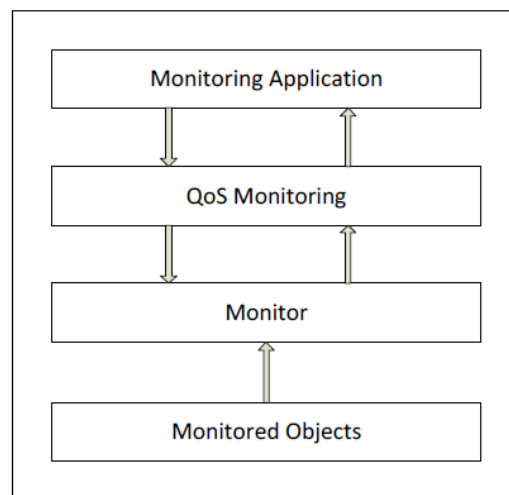 Monitoring Application
QoS Monitoring
Monitor
Monitored Objects